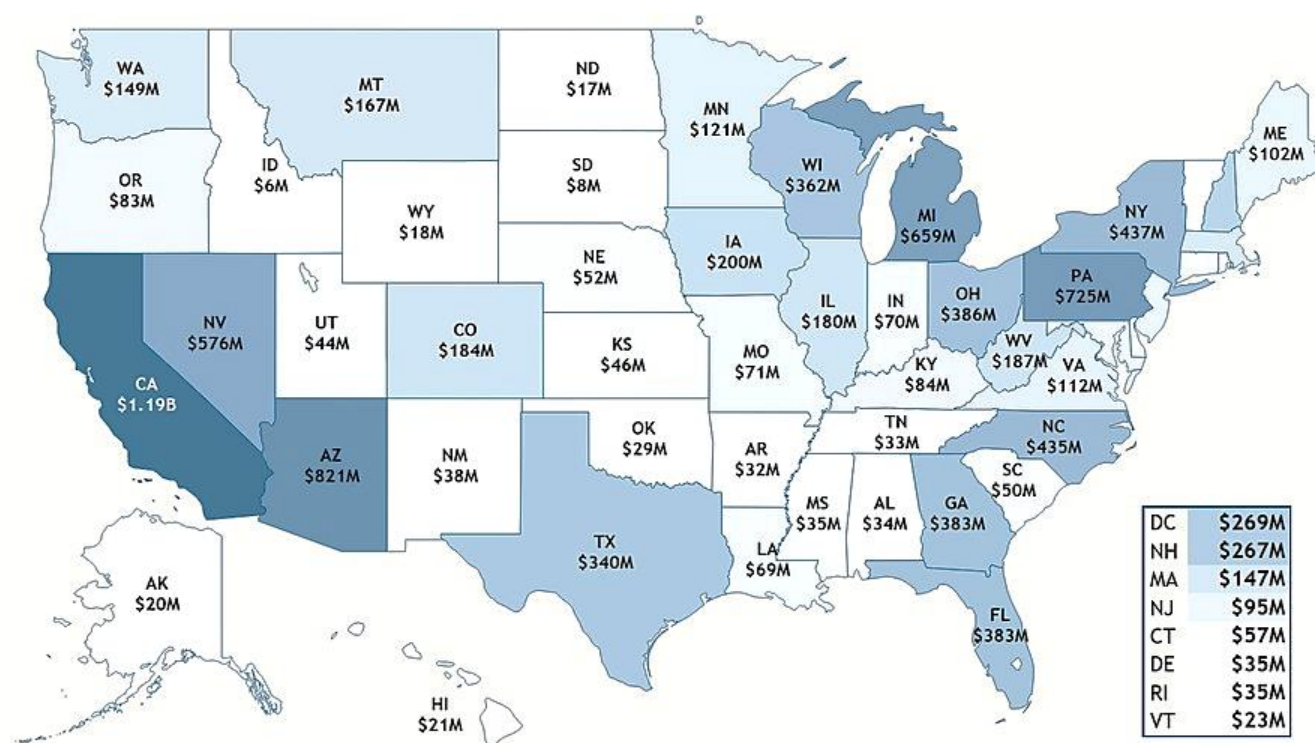 WA
$149M
MT
$167M
ND
$17M
MN
$121M
ME
$102M
OR
$83M
ID
$6M
SD
$8M
WI
$362M
WY
$18M
MI
$659M
NY
$437M
IA
$200M
NE
$52M
PA
$725M
NV
$576M
UT
$44M
CO
$184M
IL
$180M
IN
$70M
OH
$386M
KS
$46M
MO
$71M
WV
$187M
VA
$112M
KY
$84M
CA
$1.19B
AZ
$821M
NM
$38M
OK
$29M
AR
$32M
TN
$33M
NC
$435M
SC
$50M
MS
$35M
AL
$34M
GA
$383M
TX
$340M
LA
$69M
FL
$383M
AK
$20M
HI
$21M
DC $269M
NH $267M
MA $147M
NJ $95M
CT $57M
DE $35M
RI $35M
VT $23M